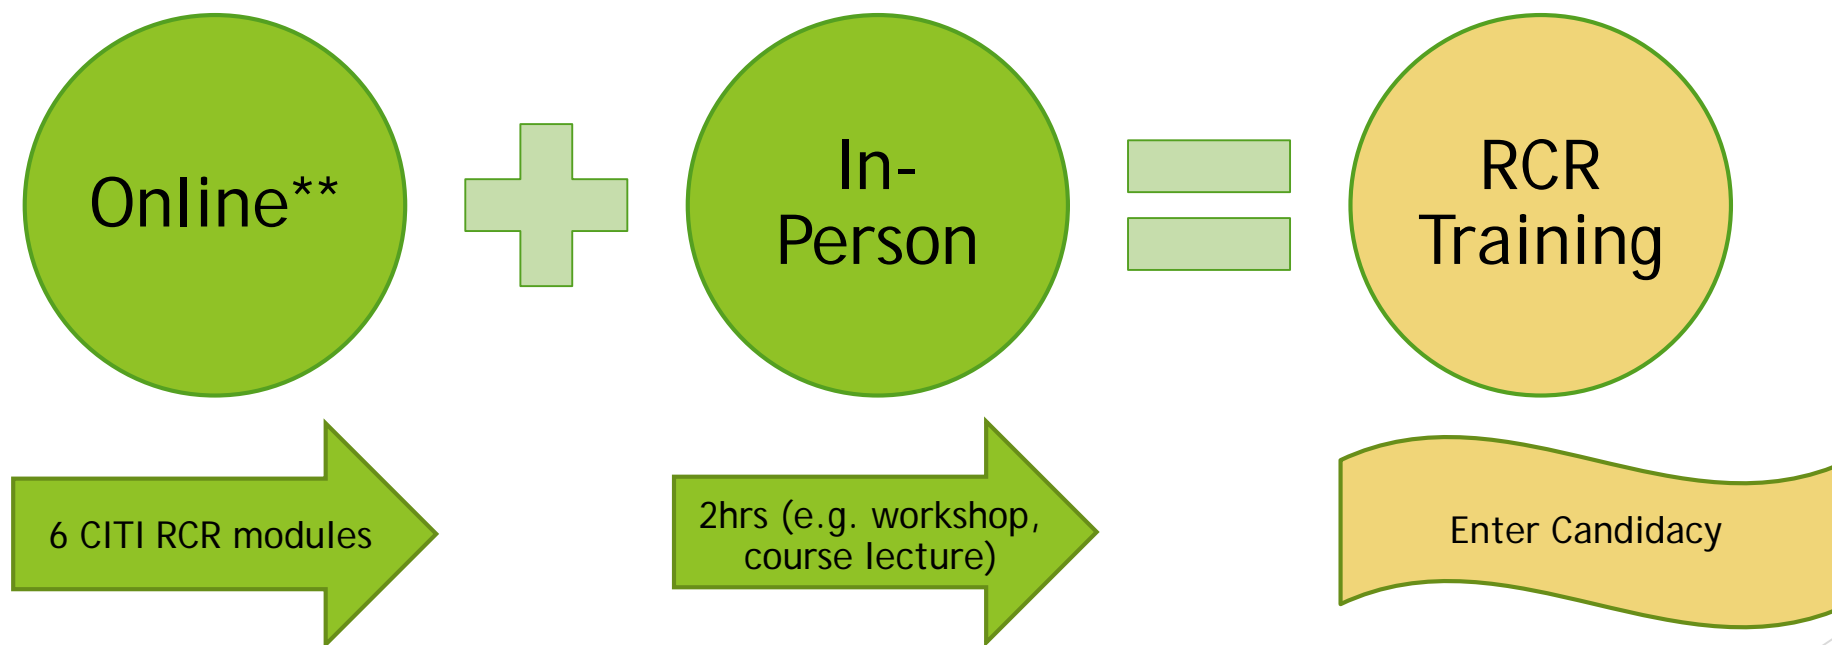 Online**
In-
Person
RCR
Training
6 CITI RCR modules
2hrs (e.g. workshop,
course lecture)
Enter Candidacy